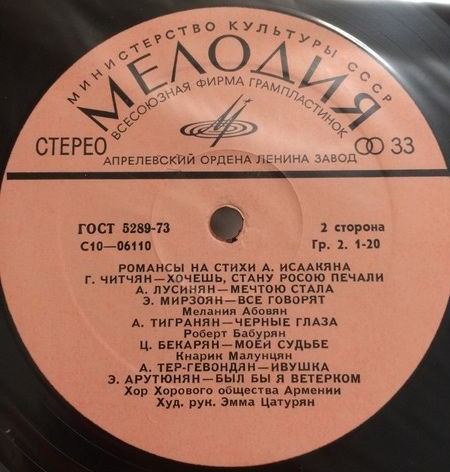 МИНИСТЕРСТВО КУЛЬТУРЫ СССР
МЕЛОДИЯ
ВСЕСОЮЗНАЯ ФИРМА ГРАМПЛАСТИНОК
СТЕРЕО
33
АПРЕЛЕВСКИЙ ОРДЕНА ЛЕНИНА ЗАВОД
ГОСТ 5289-73
2 сторона
С10—06110
Гр. 2. 1-20
РОМАНСЫ НА СТИХИ А. ИСААКЯНА
Г. ЧИТЧЯН—ХОЧЕШЬ, СТАНУ РОСОЮ ПЕЧАЛИ
А. ЛУСИНЯН—МЕЧТОЮ СТАЛА
Э. МИРЗОЯН—ВСЕ ГОВОРЯТ
Мелания Абовян
А. ТИГРАНЯН—ЧЕРНЫЕ ГЛАЗА
Роберт Бабурян
Ц. БЕКАРЯН—МОЕЙ СУДЬБЕ
Кнарик Малунцян
А. ТЕР-ГЕВОНДЯН—ИВУШКА
Э. АРУТЮНЯН—БЫЛ БЫ Я ВЕТЕРКОМ
Хор Хорового общества Армении
Худ. рук. Эмма Цатурян